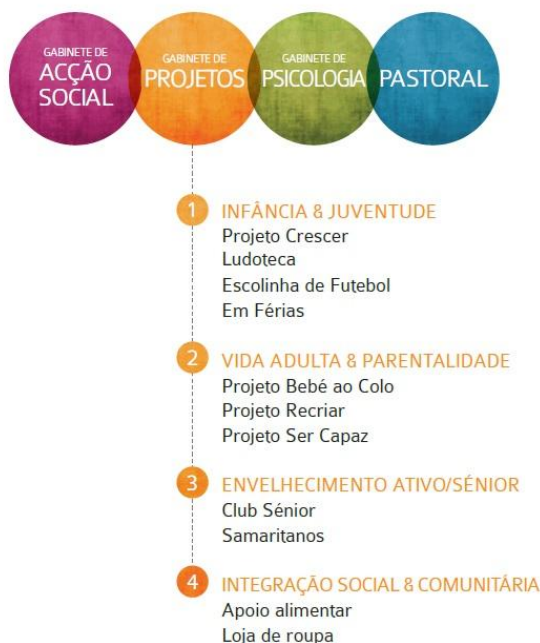 GABINETE DE
ACÇÃO
SOCIAL
GABINETE DE
PROJETOS
GABINETE DE
PSICOLOGIA
PASTORAL
1 INFÂNCIA & JUVENTUDE
Projeto Crescer
Ludoteca
Escolinha de Futebol
Em Férias
2 VIDA ADULTA & PARENTALIDADE
Projeto Bebé ao Colo
Projeto Recriar
Projeto Ser Capaz
3 ENVELHECIMENTO ATIVO/SÉNIOR
Club Sénior
Samaritanos
4 INTEGRAÇÃO SOCIAL & COMUNITÁRIA
Apoio alimentar
Loja de roupa